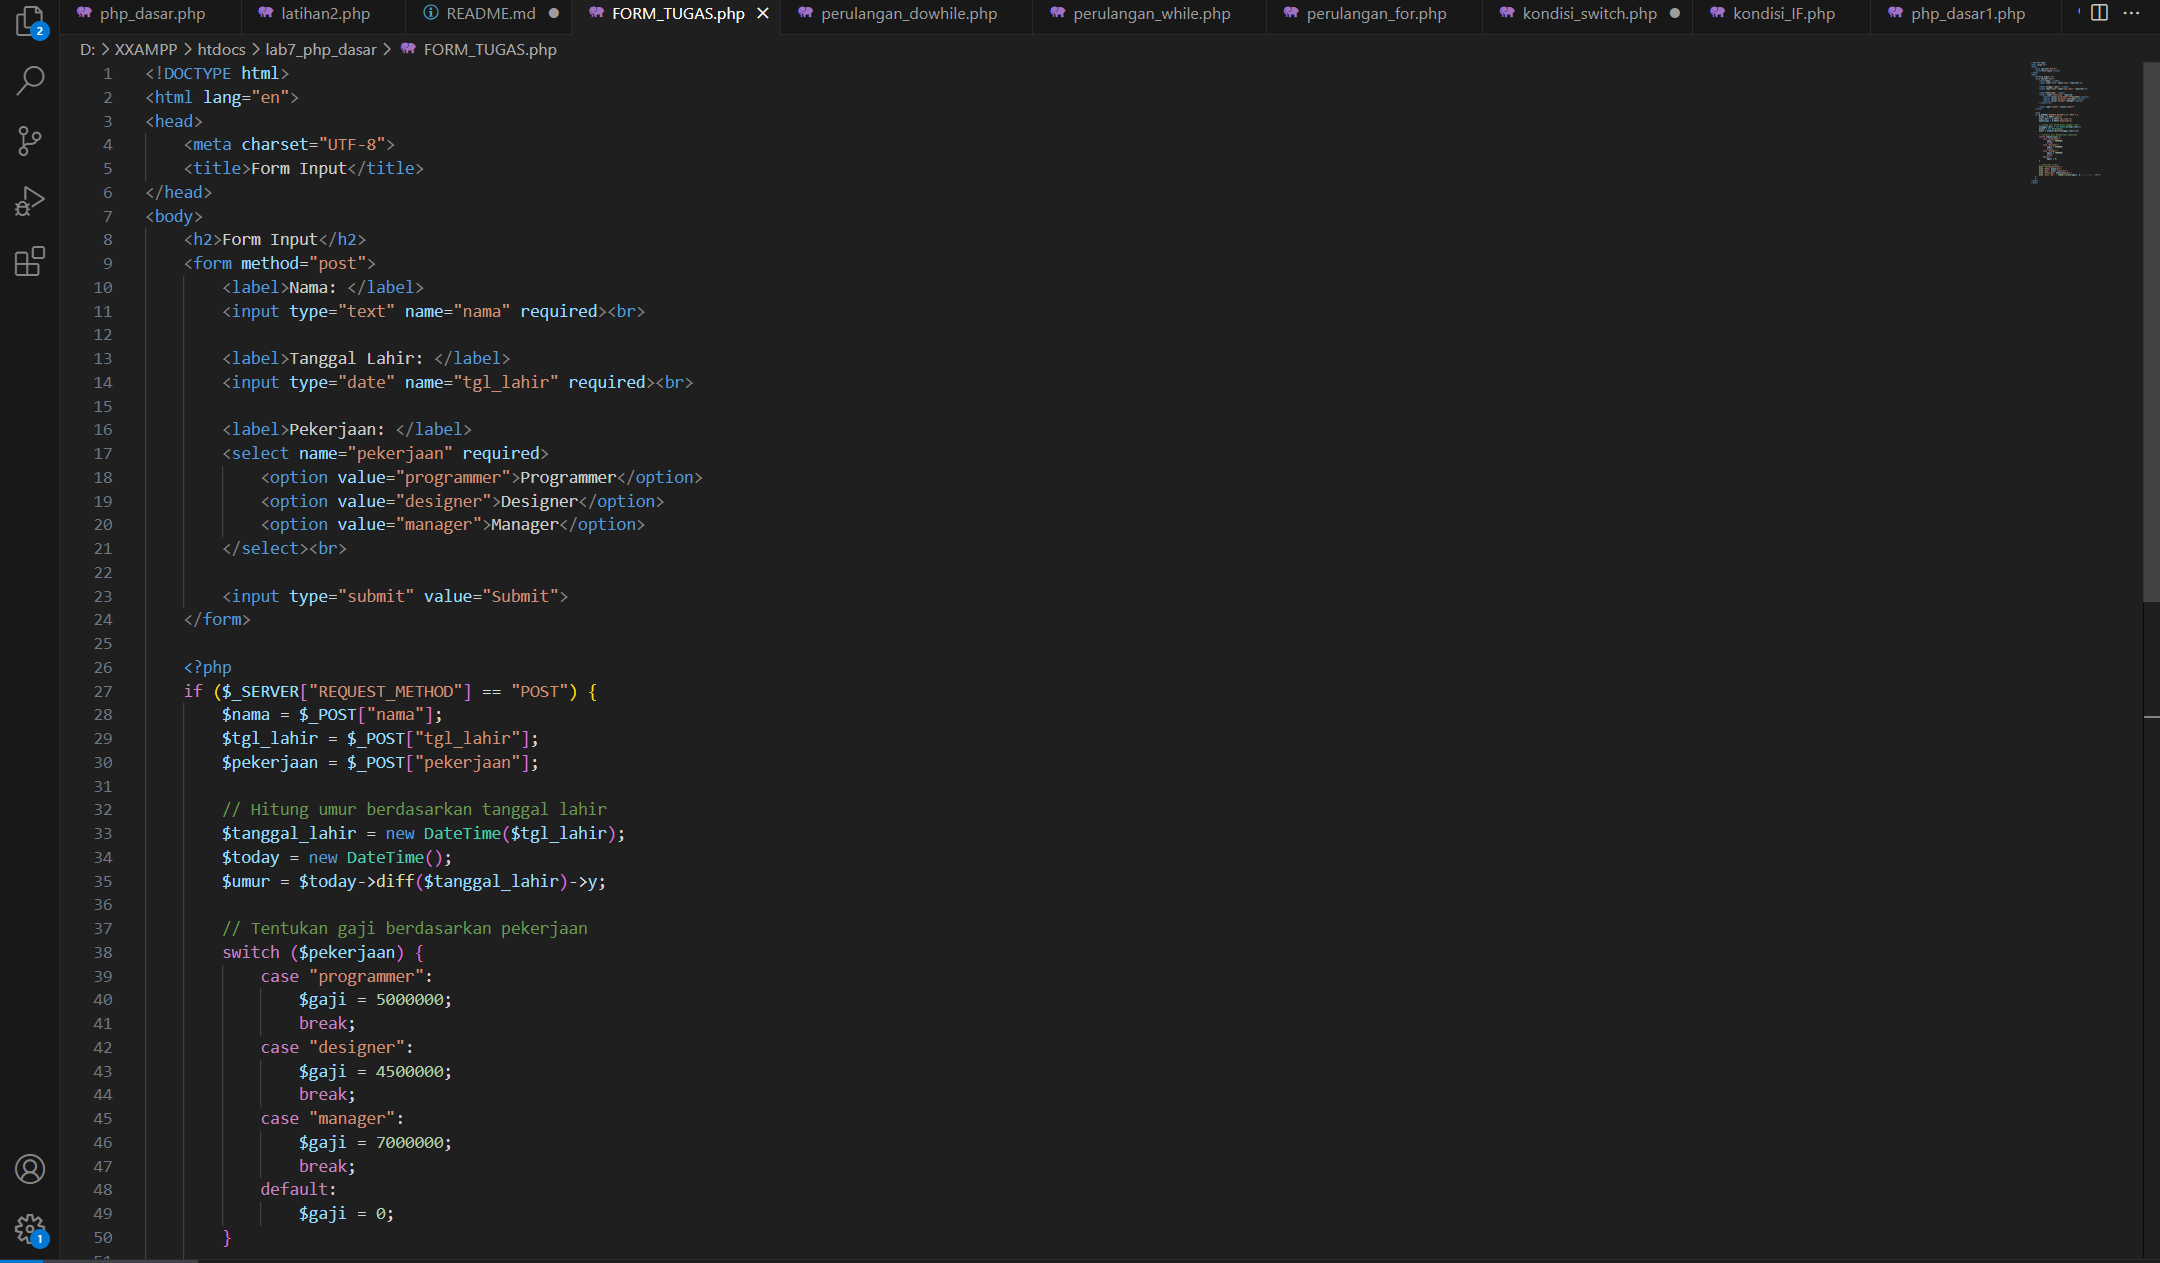 php_dasar.php latihan2.php README.md FORM_TUGAS.php perulangan_dowhile.php perulangan_while.php perulangan_for.php kondisi_switch.php kondisi_IF.php php_dasar1.php
D: > XXAMPP > htdocs > lab7_php_dasar > FORM_TUGAS.php
2
1 <!DOCTYPE html>
2 <html lang="en">
3 <head>
4     <meta charset="UTF-8">
5     <title>Form Input</title>
6 </head>
7 <body>
8     <h2>Form Input</h2>
9     <form method="post">
10         <label>Nama: </label>
11         <input type="text" name="nama" required><br>
12
13         <label>Tanggal Lahir: </label>
14         <input type="date" name="tgl_lahir" required><br>
15
16         <label>Pekerjaan: </label>
17         <select name="pekerjaan" required>
18             <option value="programmer">Programmer</option>
19             <option value="designer">Designer</option>
20             <option value="manager">Manager</option>
21         </select><br>
22
23         <input type="submit" value="Submit">
24     </form>
25
26     <?php
27     if ($_SERVER["REQUEST_METHOD"] == "POST") {
28         $nama = $_POST["nama"];
29         $tgl_lahir = $_POST["tgl_lahir"];
30         $pekerjaan = $_POST["pekerjaan"];
31
32         // Hitung umur berdasarkan tanggal lahir
33         $tanggal_lahir = new DateTime($tgl_lahir);
34         $today = new DateTime();
35         $umur = $today->diff($tanggal_lahir)->y;
36
37         // Tentukan gaji berdasarkan pekerjaan
38         switch ($pekerjaan) {
39             case "programmer":
40                 $gaji = 5000000;
41                 break;
42             case "designer":
43                 $gaji = 4500000;
44                 break;
45             case "manager":
46                 $gaji = 7000000;
47                 break;
48             default:
49                 $gaji = 0;
50         }
1